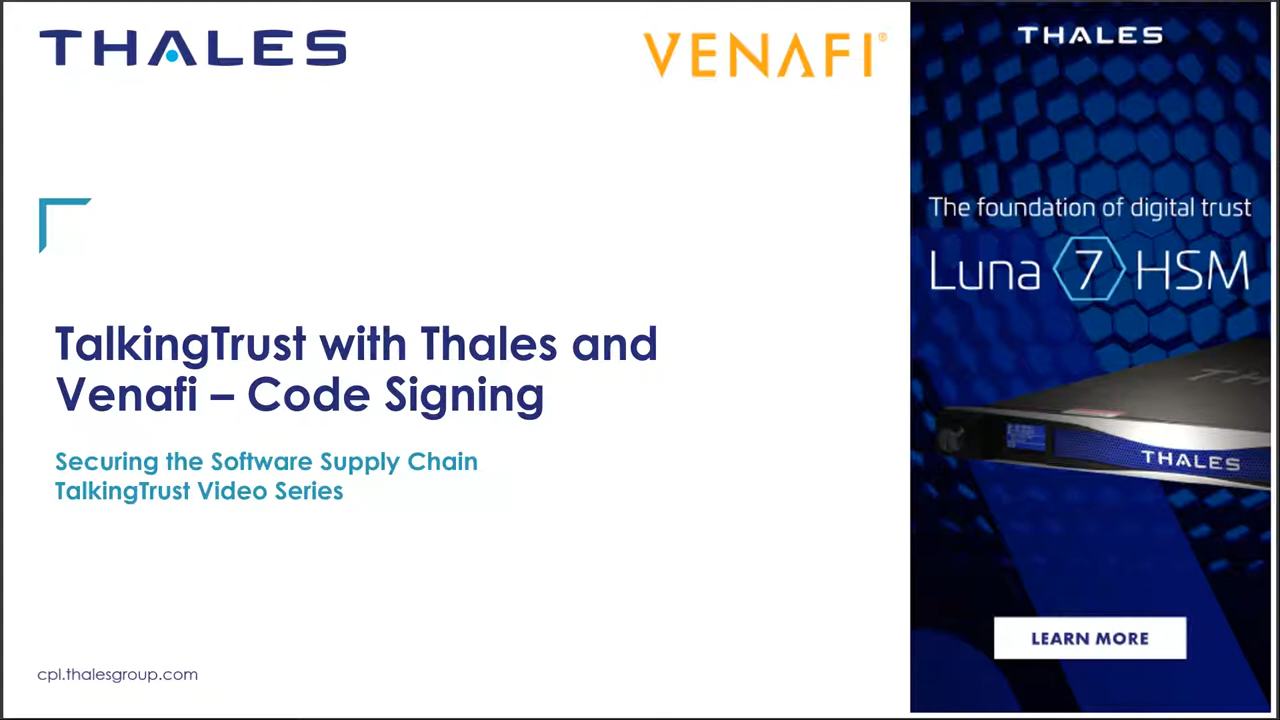 THALES
VENAFI®
TalkingTrust with Thales and
Venafi – Code Signing
Securing the Software Supply Chain
TalkingTrust Video Series
cpl.thalesgroup.com
THALES
The foundation of digital trust
Luna 7 HSM
THALES
LEARN MORE